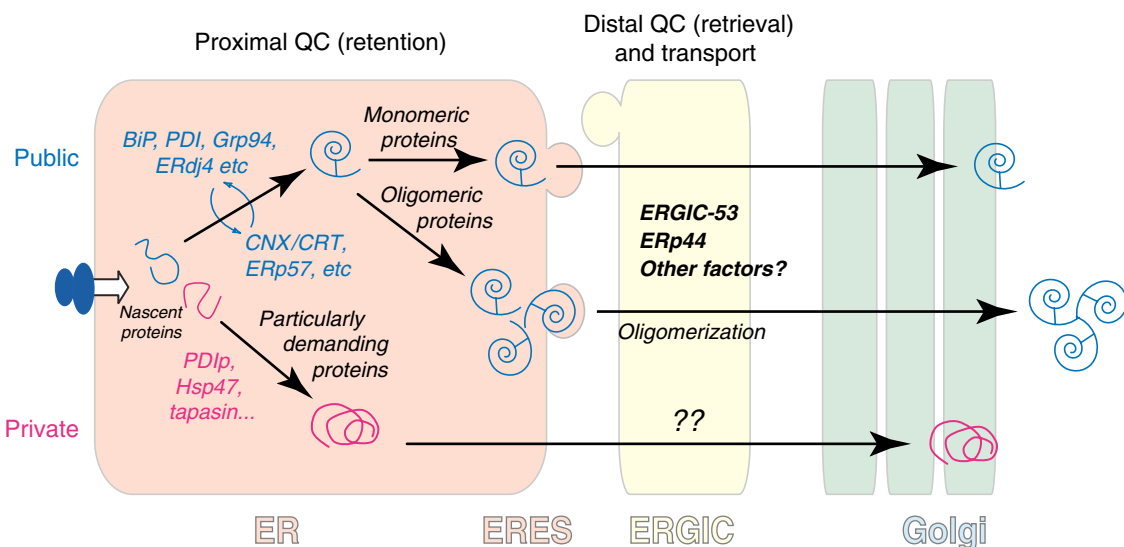 Proximal QC (retention)
Distal QC (retrieval)
and transport
Public
BiP, PDI, Grp94,
ERdj4 etc
Monomeric
proteins
Oligomeric
proteins
CNX/CRT,
ERp57, etc
ERGIC-53
ERp44
Other factors?
Nascent
proteins
Particularly
demanding
proteins
Oligomerization
PDIp,
Hsp47,
tapasin...
Private
??
ER
ERES
ERGIC
Golgi